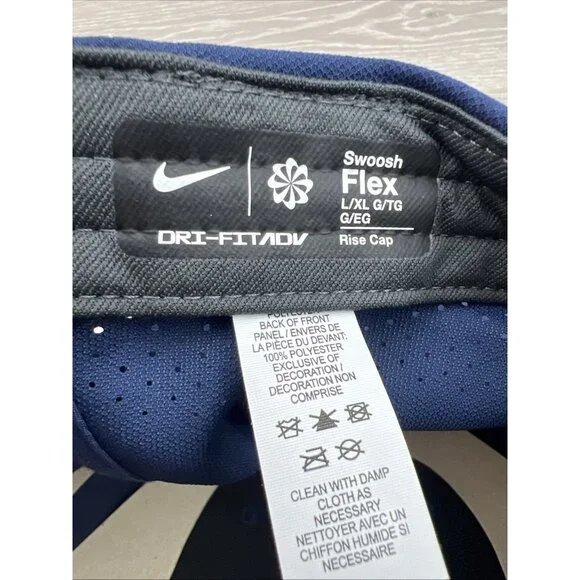 Swoosh
Flex
L/XL G/TG
G/EG
DRI-FIT ADV
Rise Cap
BACK OF FRONT
PANEL / ENVERS DE
LA PIÈCE DU DEVANT:
100% POLYESTER
EXCLUSIVE OF
DECORATION /
DECORATION NON
COMPRISE
CLEAN WITH DAMP
CLOTH AS
NECESSARY
NETTOYER AVEC UN
CHIFFON HUMIDE SI
NECESSAIRE